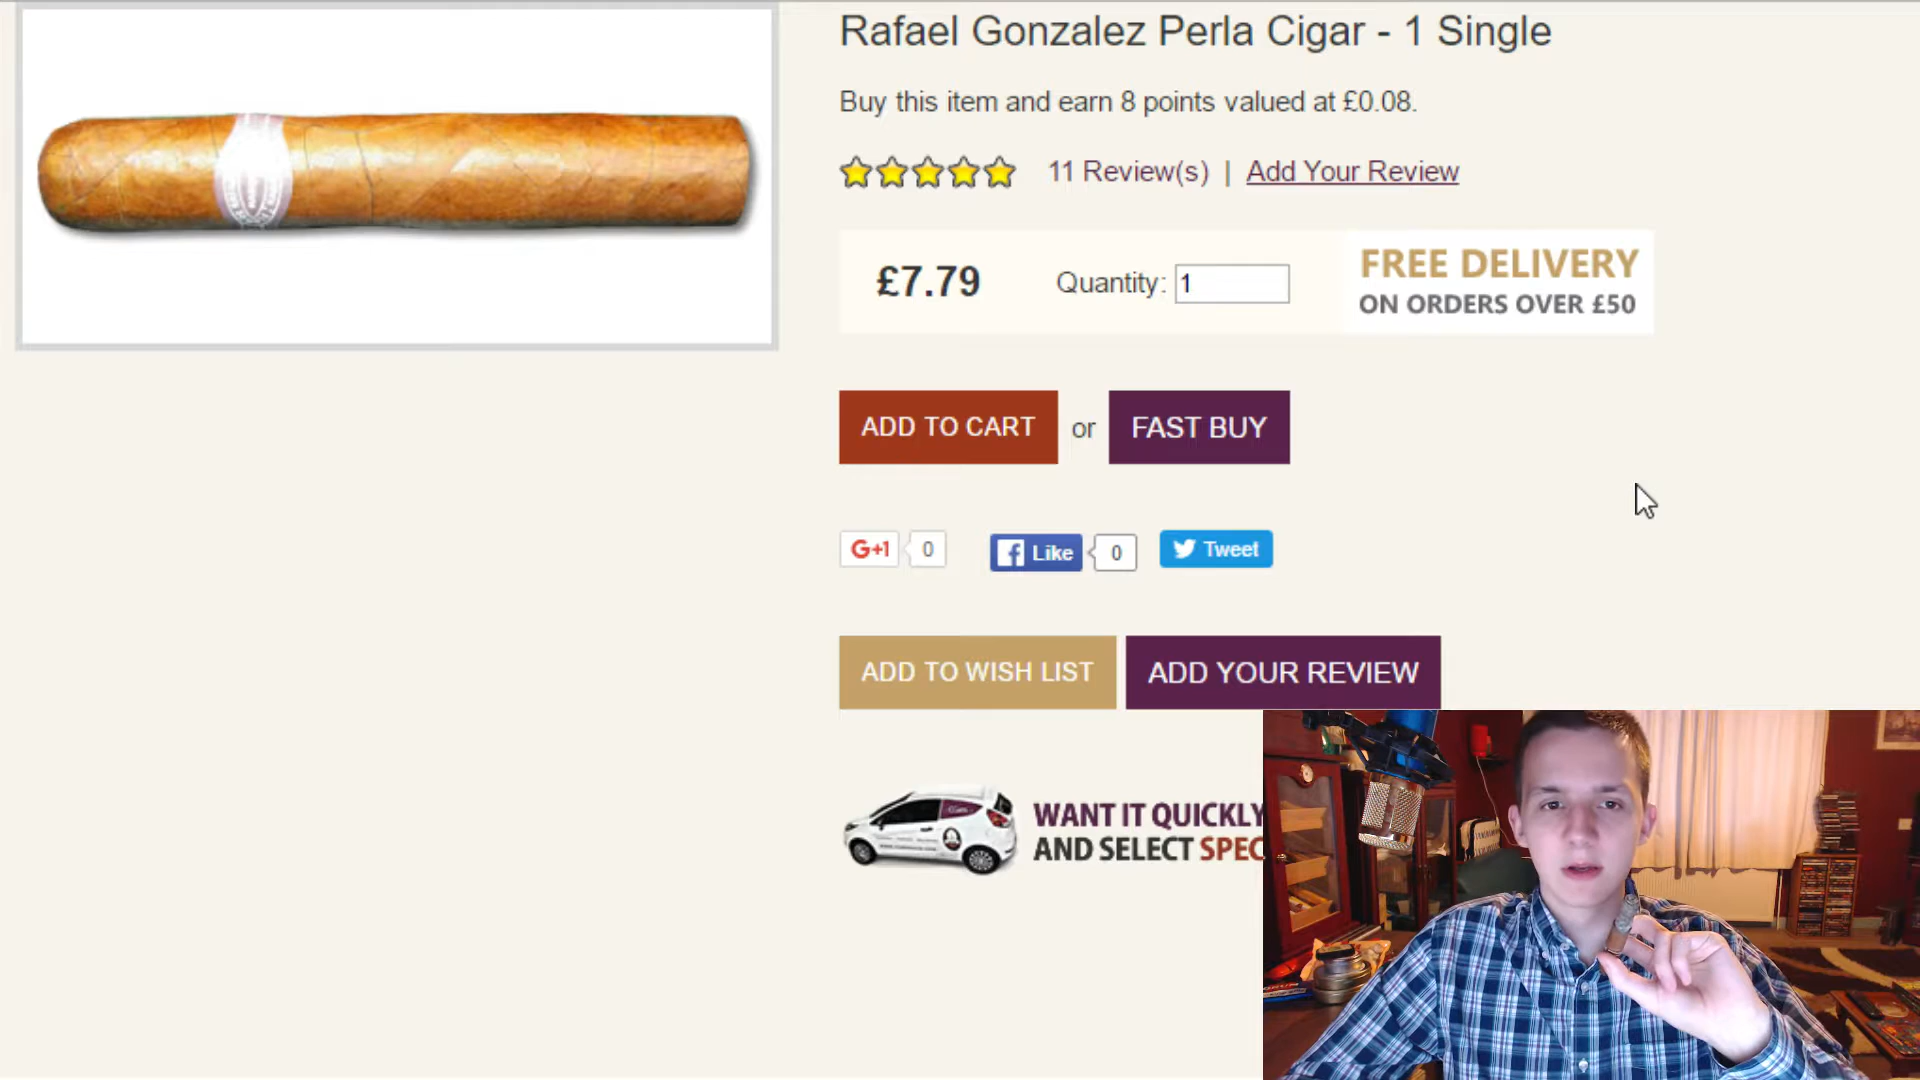 Rafael Gonzalez Perla Cigar - 1 Single
Buy this item and earn 8 points valued at £0.08.
11 Review(s) | Add Your Review
£7.79 Quantity: 1
FREE DELIVERY
ON ORDERS OVER £50
ADD TO CART or FAST BUY
G+1 0 Like 0 Tweet
ADD TO WISH LIST ADD YOUR REVIEW
WANT IT QUICKLY
AND SELECT SPEC